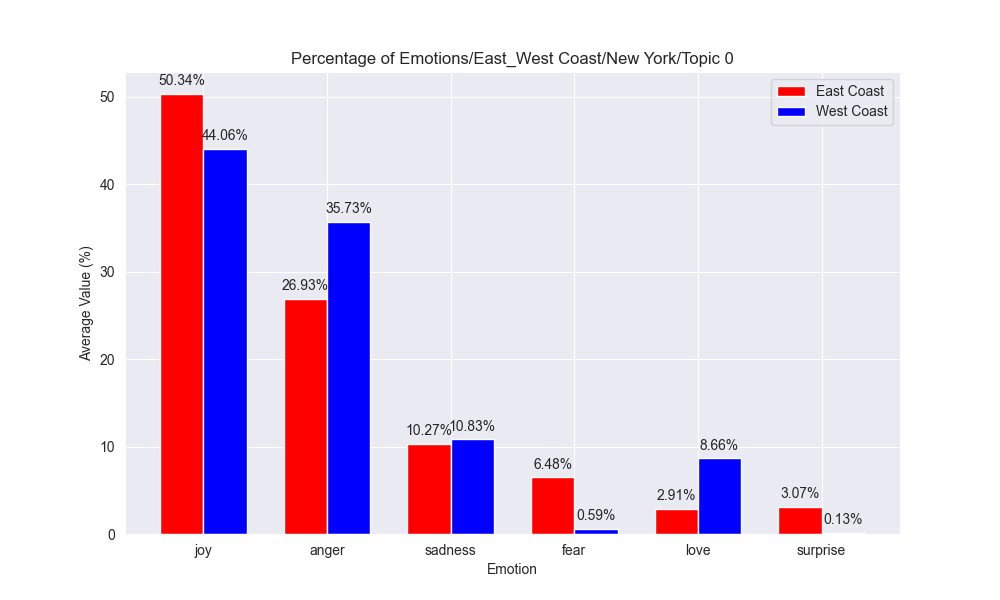 Percentage of Emotions/East_West Coast/New York/Topic 0
East Coast
West Coast
Average Value (%)
50
40
30
20
10
0
50.34%
44.06%
26.93%
35.73%
10.27%
10.83%
6.48%
0.59%
2.91%
8.66%
3.07%
0.13%
joy
anger
sadness
fear
love
surprise
Emotion